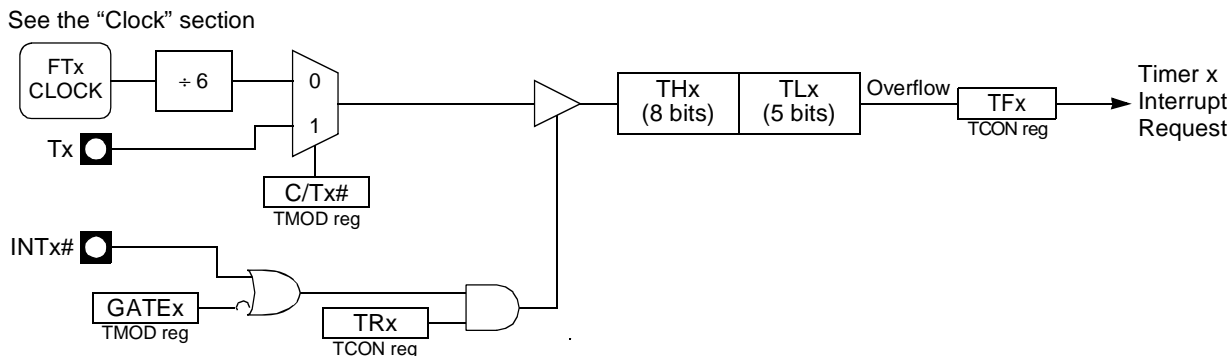 See the “Clock” section
FTx
CLOCK
÷ 6
0
1
Tx
C/Tx#
TMOD reg
THx
(8 bits)
TLx
(5 bits)
Overflow
TFx
TCON reg
Timer x
Interrupt
Request
INTx#
GATEx
TMOD reg
TRx
TCON reg